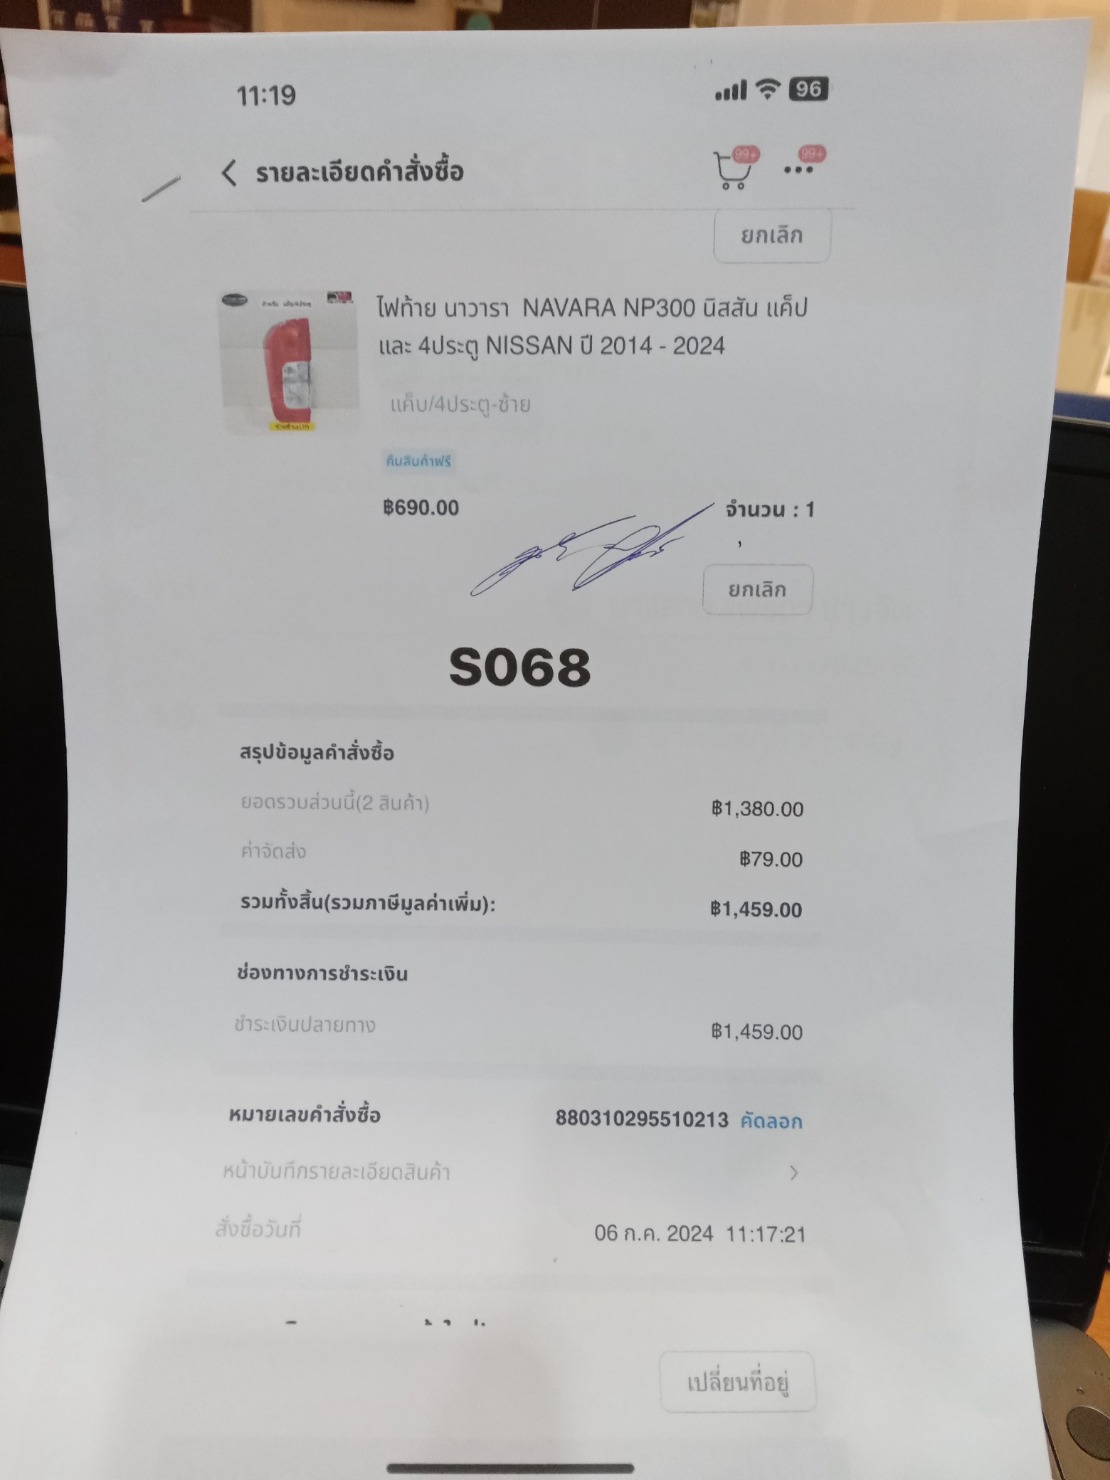 11:19
96
รายละเอียดคำสั่งซื้อ
99+
99+
ยกเลิก
ไฟท้าย นาวารา NAVARA NP300 นิสสัน แค็ป
และ 4ประตู NISSAN ปี 2014 - 2024
แค็บ/4ประตู-ซ้าย
คืนสินค้าฟรี
฿690.00
จำนวน : 1
ยกเลิก
S068
สรุปข้อมูลคำสั่งซื้อ
ยอดรวมส่วนนี้(2 สินค้า)
฿1,380.00
ค่าจัดส่ง
฿79.00
รวมทั้งสิ้น(รวมภาษีมูลค่าเพิ่ม):
฿1,459.00
ช่องทางการชำระเงิน
ชำระเงินปลายทาง
฿1,459.00
หมายเลขคำสั่งซื้อ
880310295510213 คัดลอก
หน้าบันทึกรายละเอียดสินค้า
สั่งซื้อวันที่
06 ก.ค. 2024 11:17:21
เปลี่ยนที่อยู่